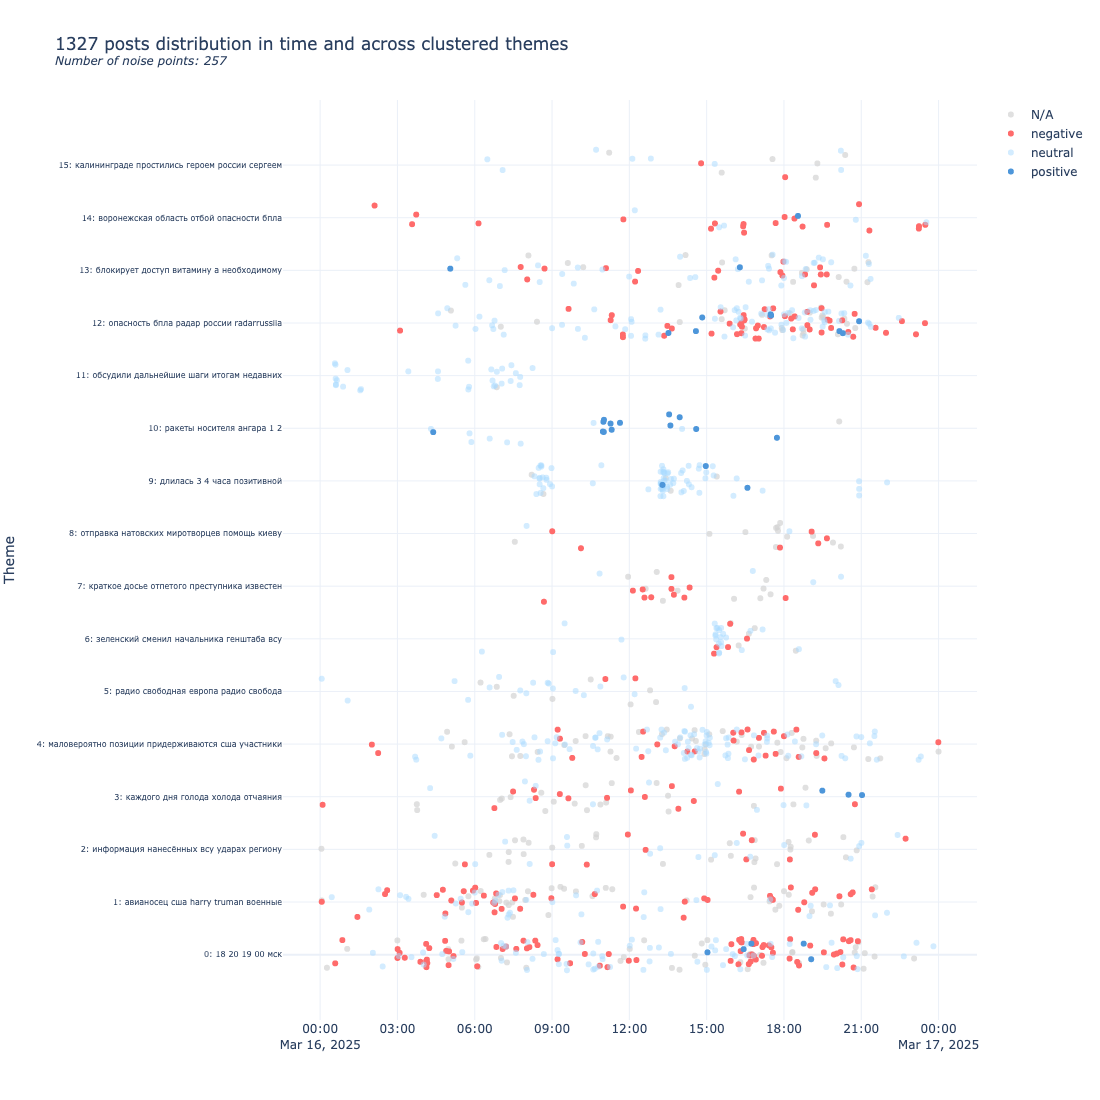 1327 posts distribution in time and across clustered themes
Number of noise points: 257
N/A
negative
neutral
positive
Theme
15: калининграде простились героем россии сергеем
14: воронежская область отбой опасности бпла
13: блокирует доступ витамину а необходимому
12: опасность бпла радар россии radarrussiia
11: обсудили дальнейшие шаги итогам недавних
10: ракеты носителя ангара 1 2
9: длилась 3 4 часа позитивной
8: отправка натовских миротворцев помощь киеву
7: краткое досье отпетого преступника известен
6: зеленский сменил начальника генштаба всу
5: радио свободная европа радио свобода
4: маловероятно позиции придерживаются сша участники
3: каждого дня голода холода отчаяния
2: информация нанесённых всу ударах региону
1: авианосец сша harry truman военные
0: 18 20 19 00 мск
00:00 03:00 06:00 09:00 12:00 15:00 18:00 21:00 00:00
Mar 16, 2025 Mar 17, 2025